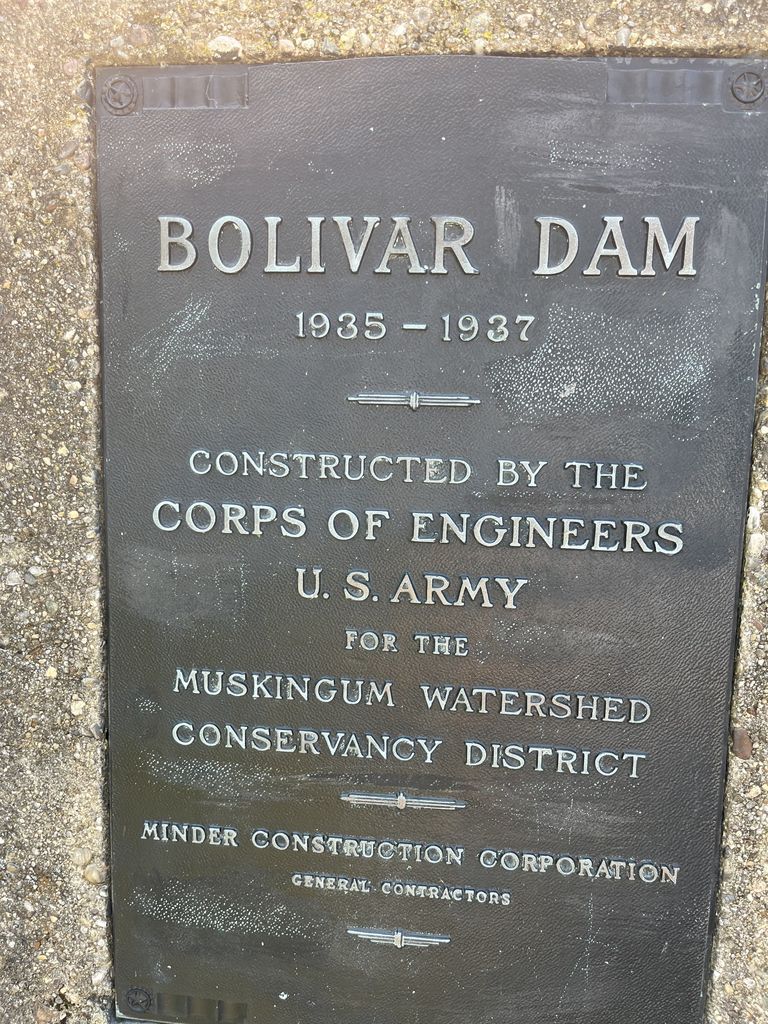 BOLIVAR DAM
1935 – 1937
CONSTRUCTED BY THE
CORPS OF ENGINEERS
U. S. ARMY
FOR THE
MUSKINGUM WATERSHED
CONSERVANCY DISTRICT
MINDER CONSTRUCTION CORPORATION
GENERAL CONTRACTORS